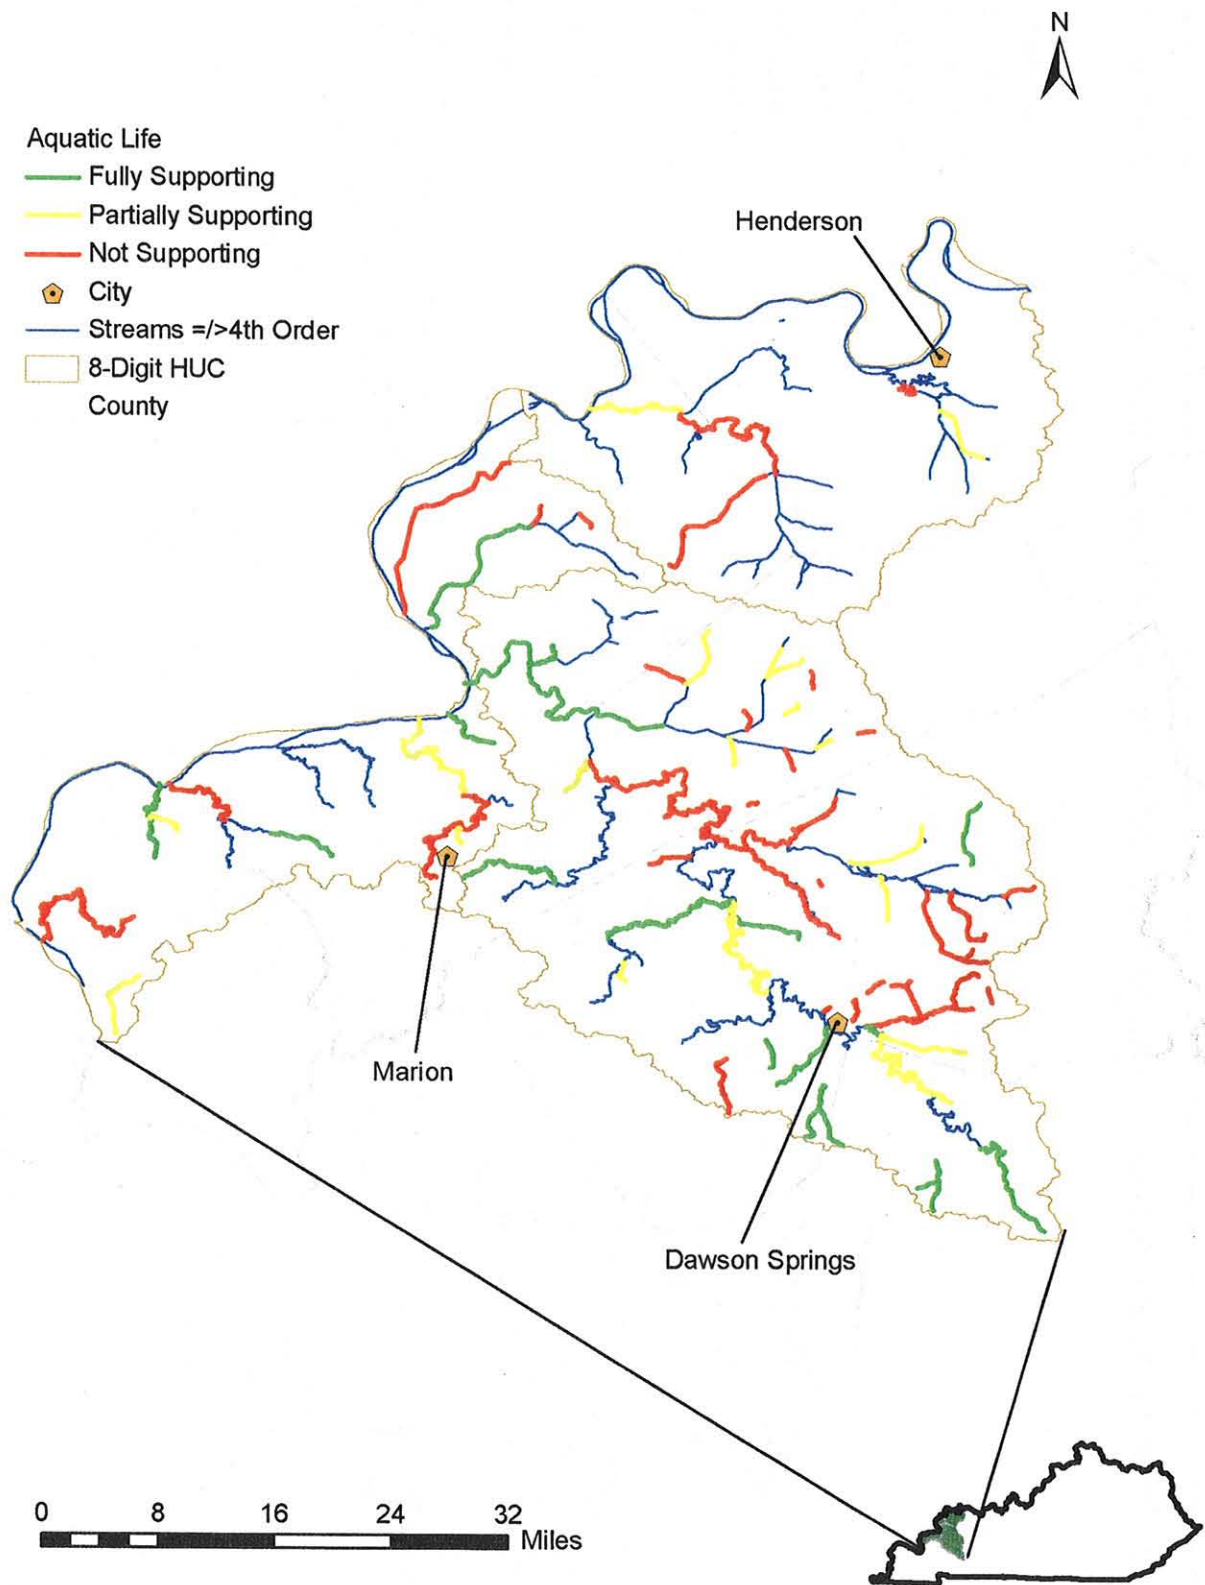 N
Aquatic Life
Fully Supporting
Partially Supporting
Not Supporting
City
Streams =/>4th Order
8-Digit HUC
County
Henderson
Marion
Dawson Springs
0 8 16 24 32
Miles